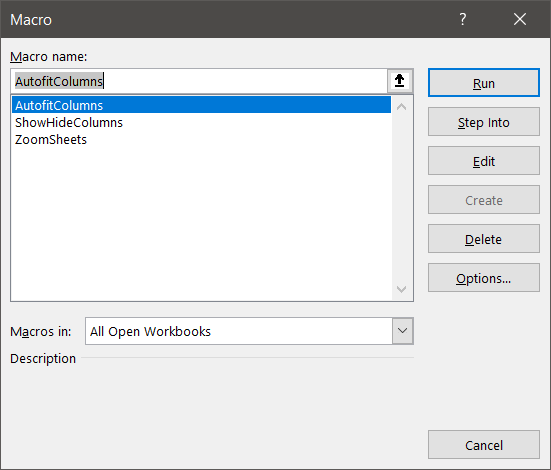 Macro
?
Macro name:
AutofitColumns
AutofitColumns
ShowHideColumns
ZoomSheets
Run
Step Into
Edit
Create
Delete
Options...
Macros in:
All Open Workbooks
Description
Cancel